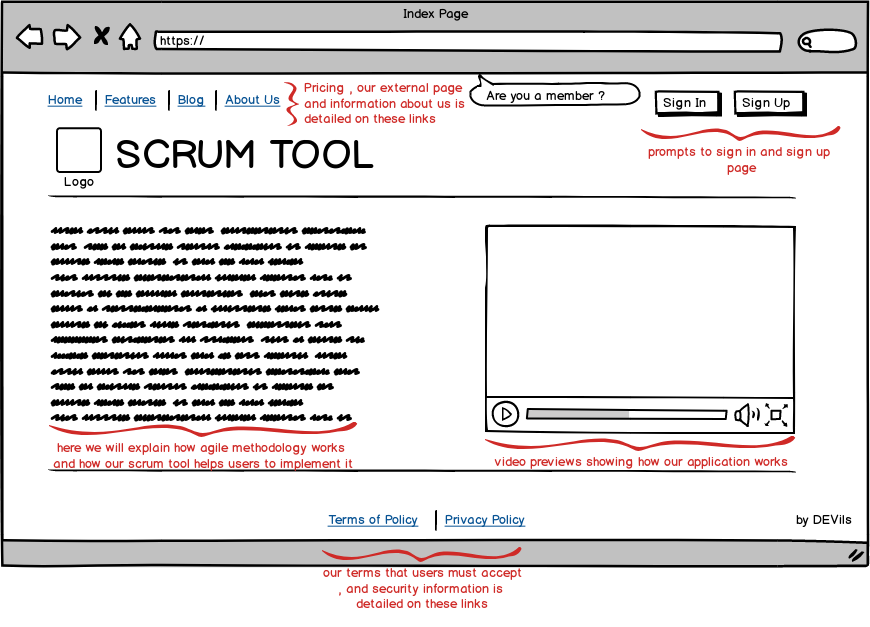 Index Page
https://
Home
Features
Blog
About Us
Pricing , our external page
and information about us is
detailed on these links
Are you a member ?
Sign In
Sign Up
prompts to sign in and sign up
page
Logo
SCRUM TOOL
here we will explain how agile methodology works
and how our scrum tool helps users to implement it
video previews showing how our application works
Terms of Policy
Privacy Policy
by DEVils
our terms that users must accept
, and security information is
detailed on these links